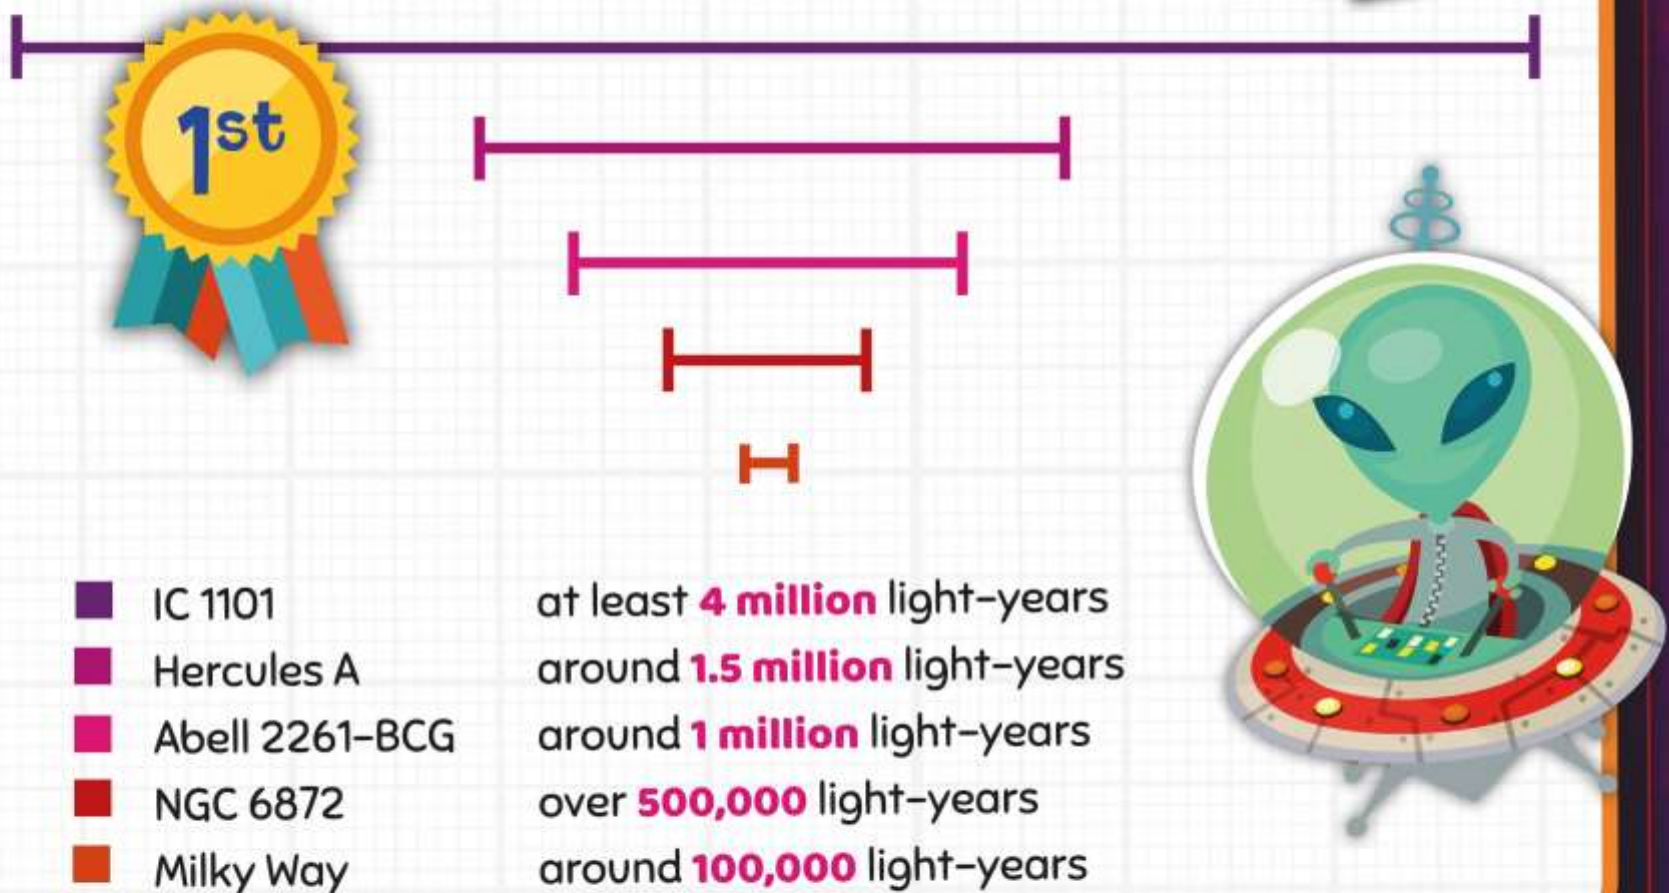 1st
IC 1101 at least 4 million light-years
Hercules A around 1.5 million light-years
Abell 2261-BCG around 1 million light-years
NGC 6872 over 500,000 light-years
Milky Way around 100,000 light-years